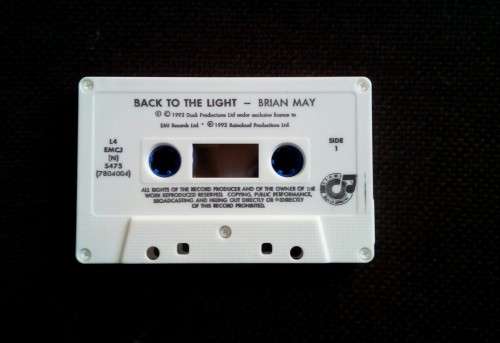 BACK TO THE LIGHT – BRIAN MAY
℗ © 1992 Duck Productions Ltd under exclusive licence to
EMI Records Ltd * © 1992 Raincloud Productions Ltd
L4
EMCJ
(N)
5475
(7804004)
SIDE
1
ALL RIGHTS OF THE RECORD PRODUCER AND OF THE OWNER OF THE
WORK REPRODUCED RESERVED. COPYING, PUBLIC PERFORMANCE,
BROADCASTING AND HIRING OUT DIRECTLY OR INDIRECTLY
OF THIS RECORD PROHIBITED.